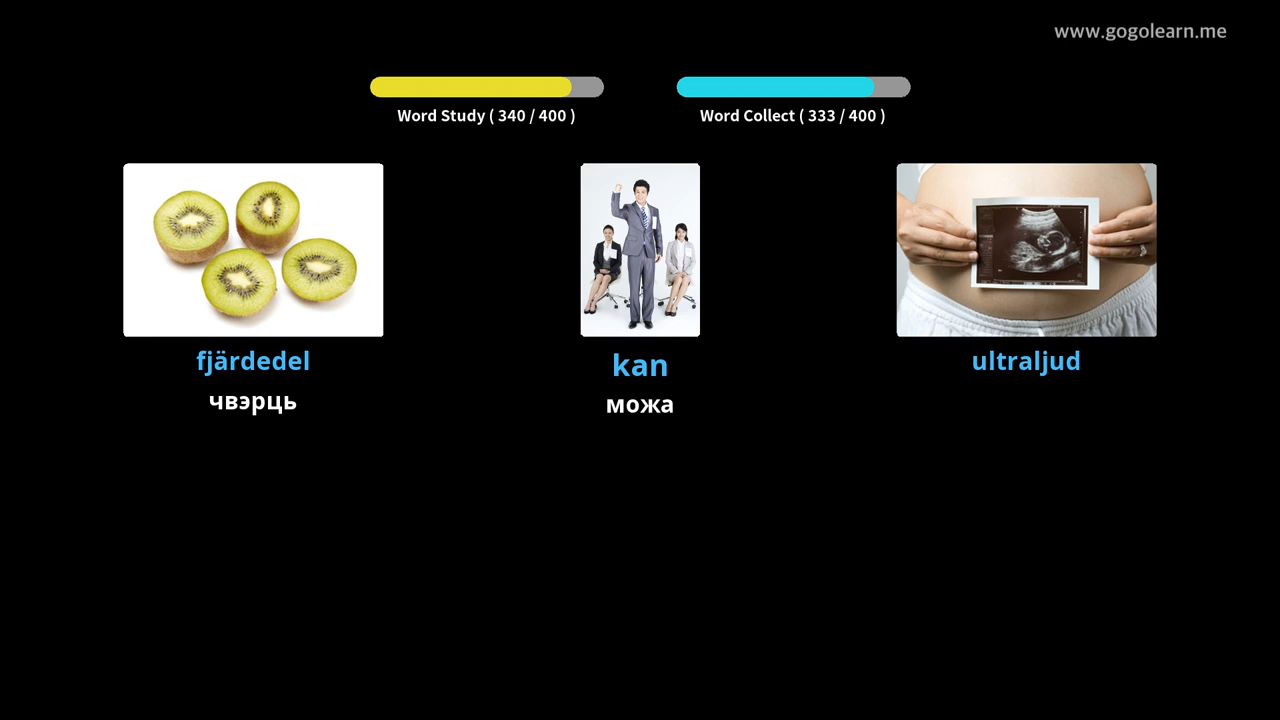 www.gogolearn.me
Word Study ( 340 / 400 )
Word Collect ( 333 / 400 )
fjärdedel
чвэрць
kan
можа
ultraljud